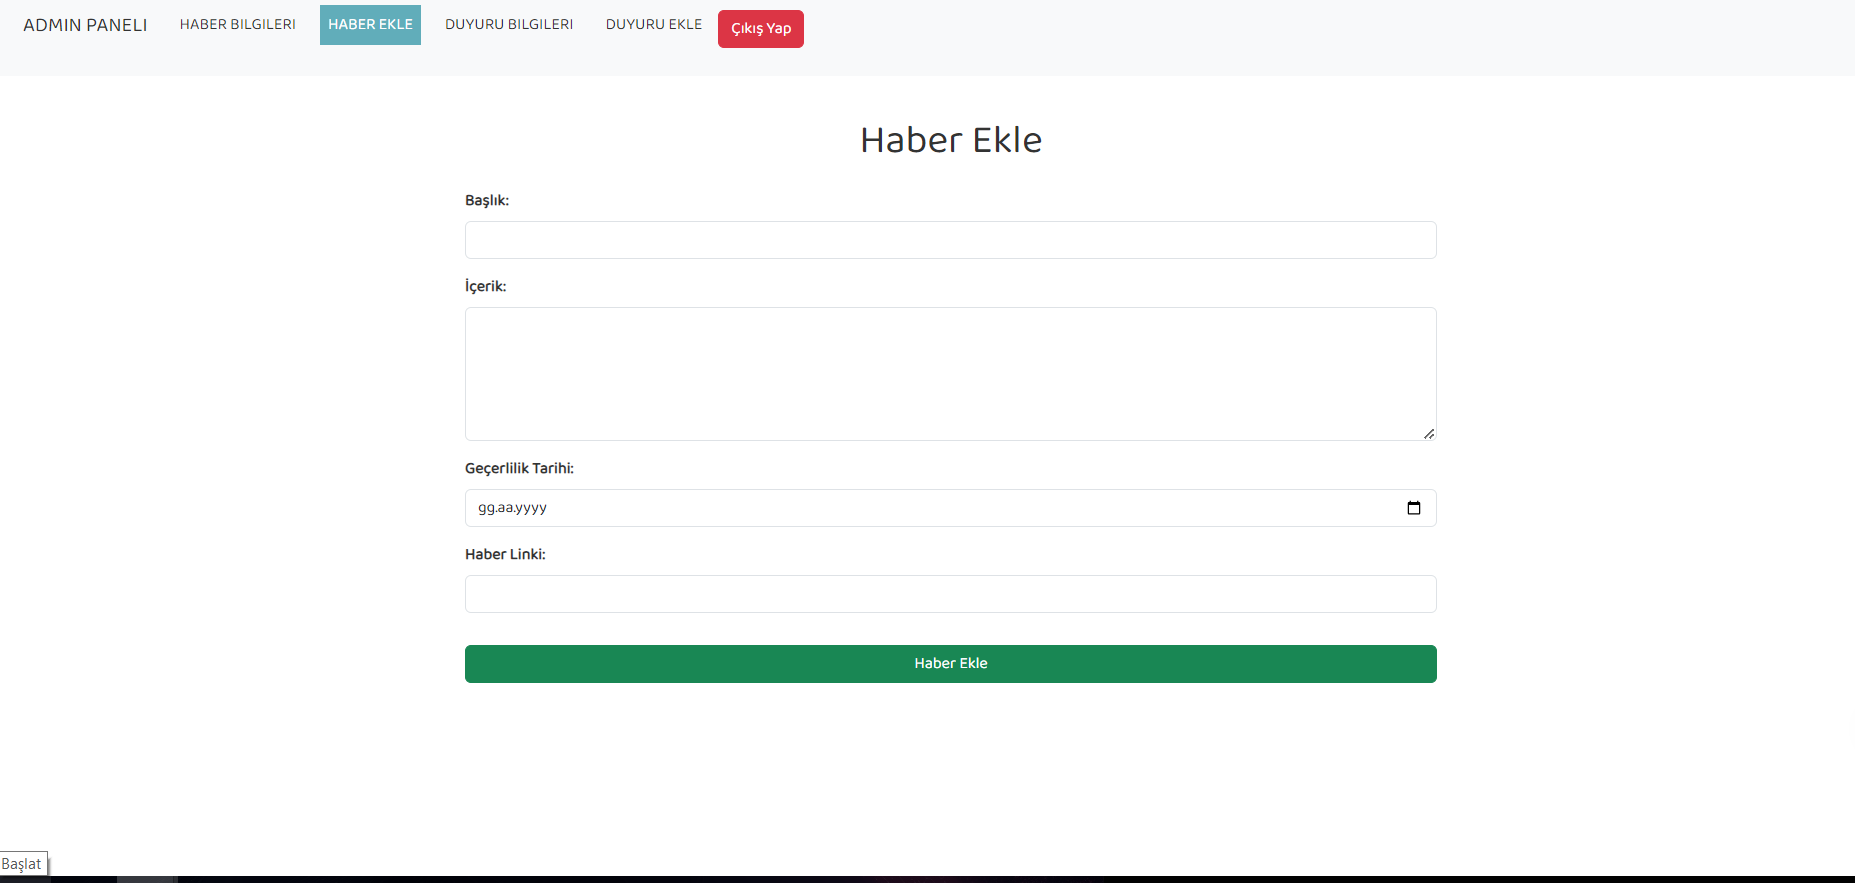 ADMIN PANELI HABER BILGILERI HABER EKLE DUYURU BILGILERI DUYURU EKLE Çıkış Yap
Haber Ekle
Başlık:
İçerik:
Geçerlilik Tarihi:
gg.aa.yyyy
Haber Linki:
Haber Ekle
Başlat